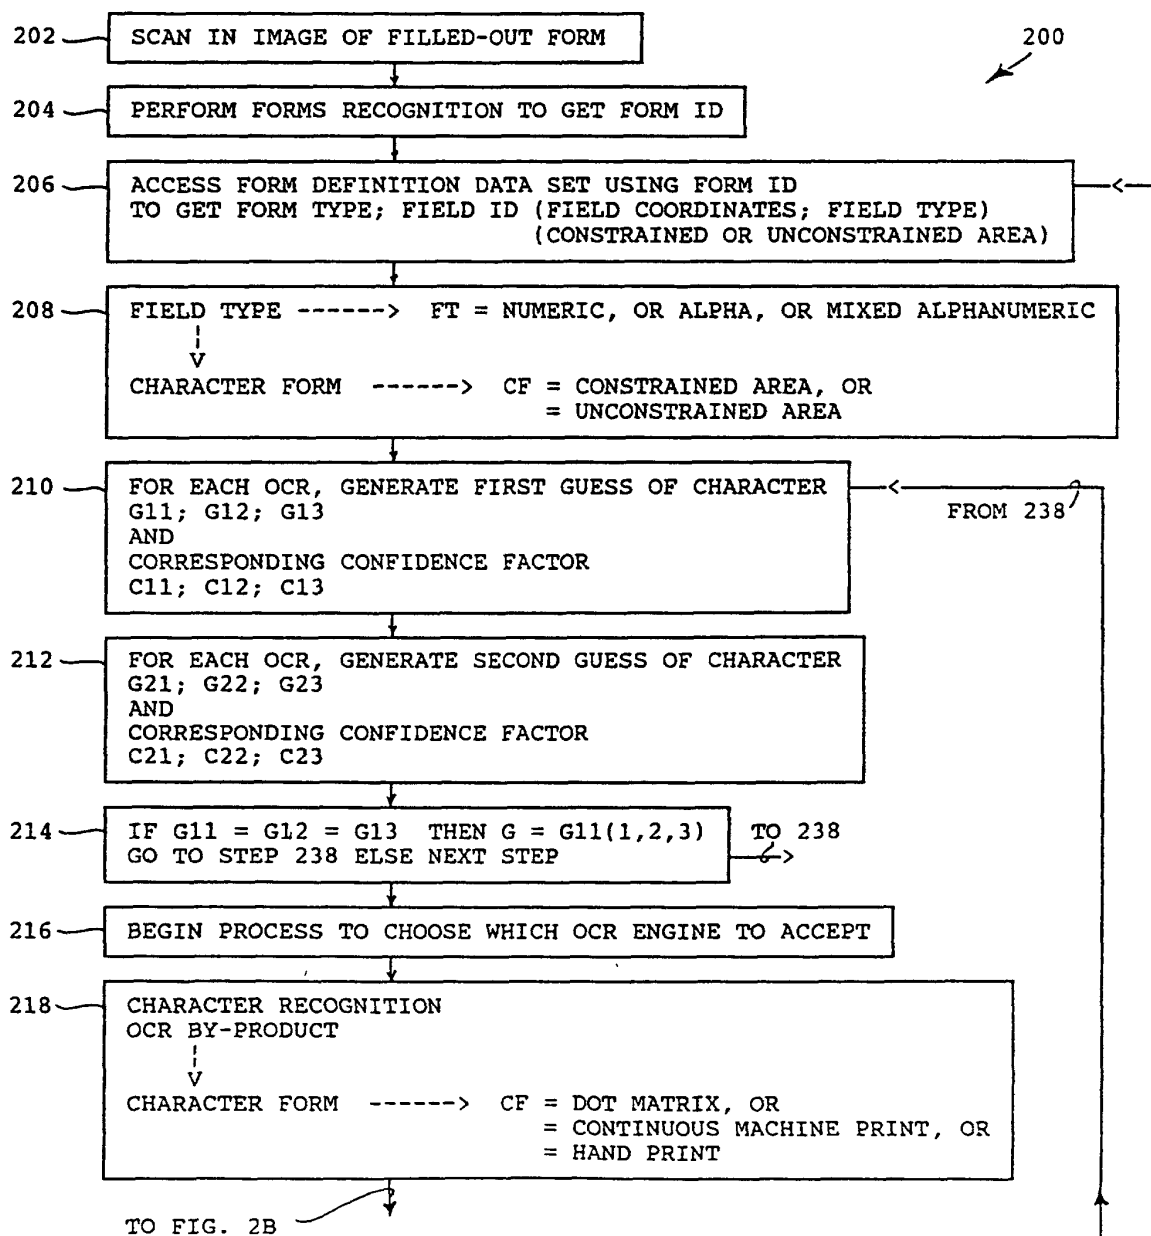 202 SCAN IN IMAGE OF FILLED-OUT FORM
200
204 PERFORM FORMS RECOGNITION TO GET FORM ID
206 ACCESS FORM DEFINITION DATA SET USING FORM ID
TO GET FORM TYPE; FIELD ID (FIELD COORDINATES; FIELD TYPE)
(CONSTRAINED OR UNCONSTRAINED AREA)
208 FIELD TYPE ------> FT = NUMERIC, OR ALPHA, OR MIXED ALPHANUMERIC
CHARACTER FORM ------> CF = CONSTRAINED AREA, OR
= UNCONSTRAINED AREA
210 FOR EACH OCR, GENERATE FIRST GUESS OF CHARACTER
G11; G12; G13
FROM 238
AND
CORRESPONDING CONFIDENCE FACTOR
C11; C12; C13
212 FOR EACH OCR, GENERATE SECOND GUESS OF CHARACTER
G21; G22; G23
AND
CORRESPONDING CONFIDENCE FACTOR
C21; C22; C23
214 IF G11 = G12 = G13 THEN G = G11(1,2,3)
TO 238
GO TO STEP 238 ELSE NEXT STEP
216 BEGIN PROCESS TO CHOOSE WHICH OCR ENGINE TO ACCEPT
218 CHARACTER RECOGNITION
OCR BY-PRODUCT
CHARACTER FORM ------> CF = DOT MATRIX, OR
= CONTINUOUS MACHINE PRINT, OR
= HAND PRINT
TO FIG. 2B